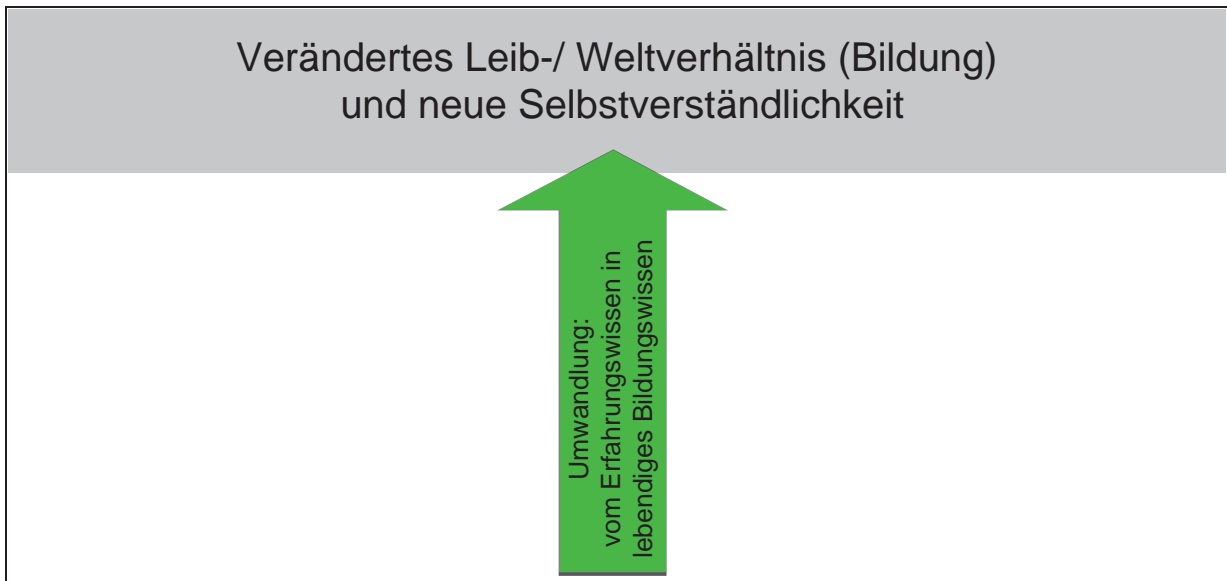 Verändertes Leib-/ Weltverhältnis (Bildung)
und neue Selbstverständlichkeit
Umwandlung:
vom Erfahrungswissen in
lebendiges Bildungswissen